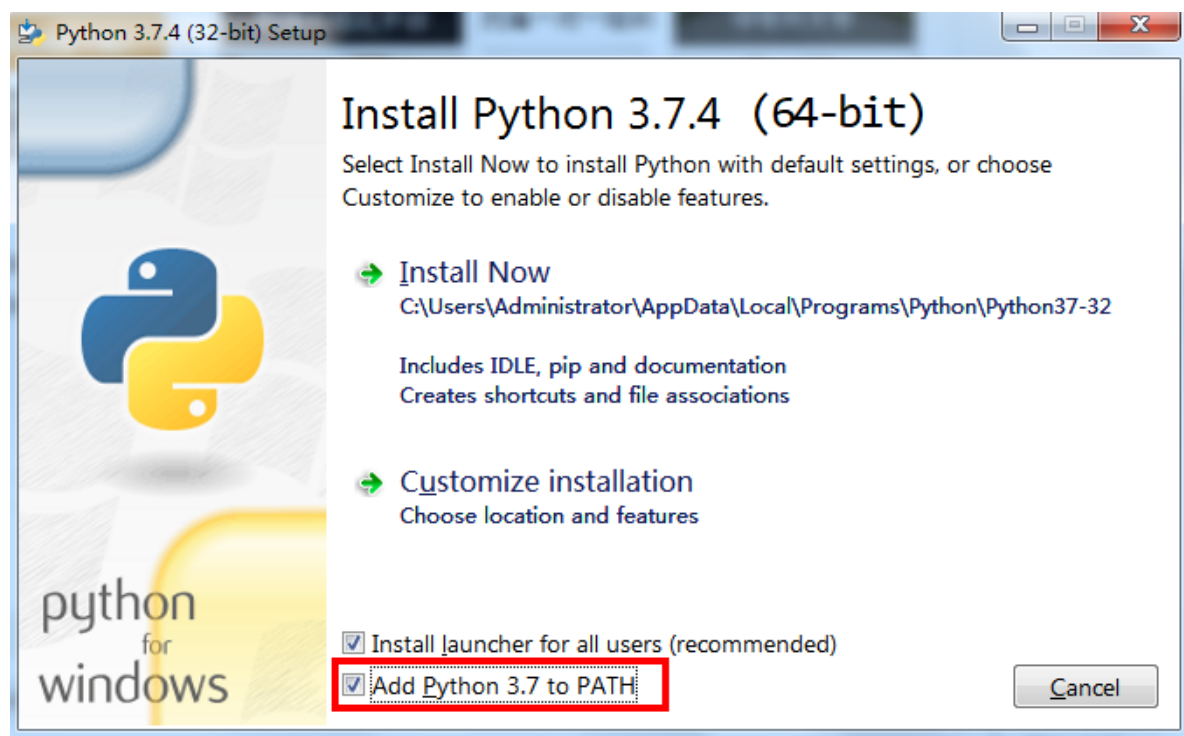 Python 3.7.4 (32-bit) Setup
Install Python 3.7.4 (64-bit)
Select Install Now to install Python with default settings, or choose
Customize to enable or disable features.
Install Now
C:\Users\Administrator\AppData\Local\Programs\Python\Python37-32
Includes IDLE, pip and documentation
Creates shortcuts and file associations
Customize installation
Choose location and features
python
for
windows
Install launcher for all users (recommended)
Add Python 3.7 to PATH
Cancel